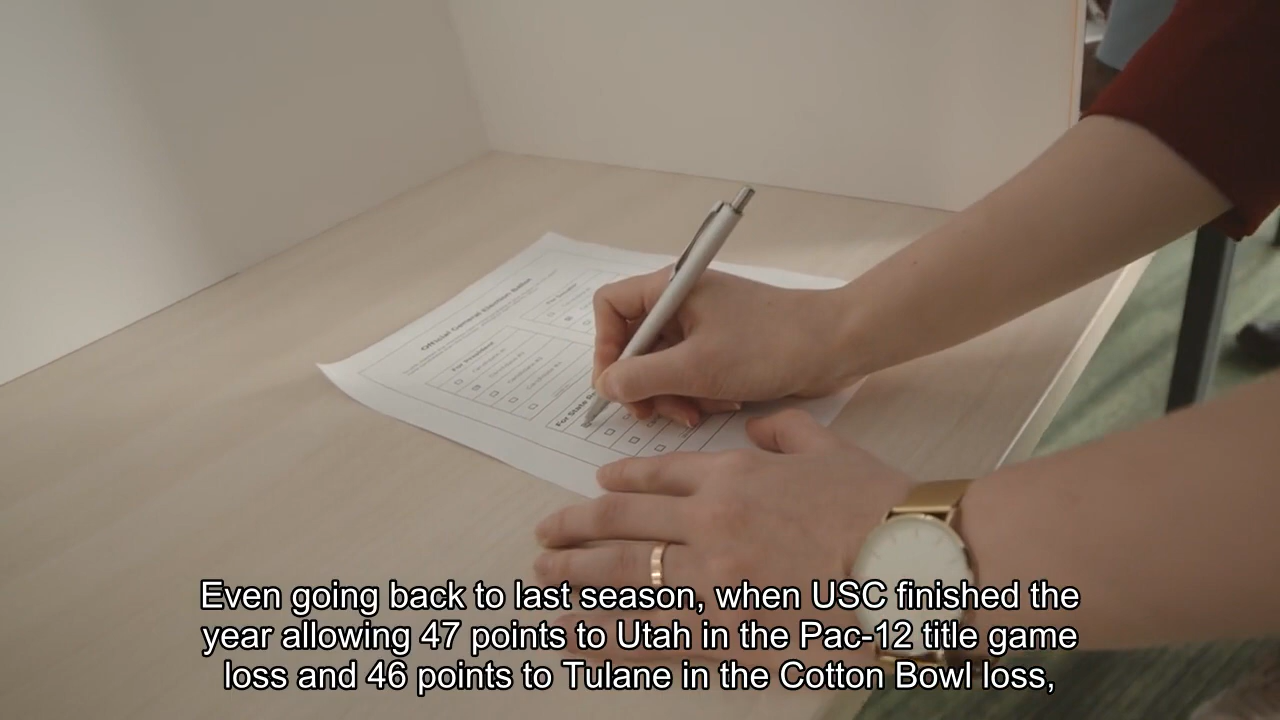 Official General Election Ballot
For President
For State
Even going back to last season, when USC finished the
year allowing 47 points to Utah in the Pac-12 title game
loss and 46 points to Tulane in the Cotton Bowl loss,